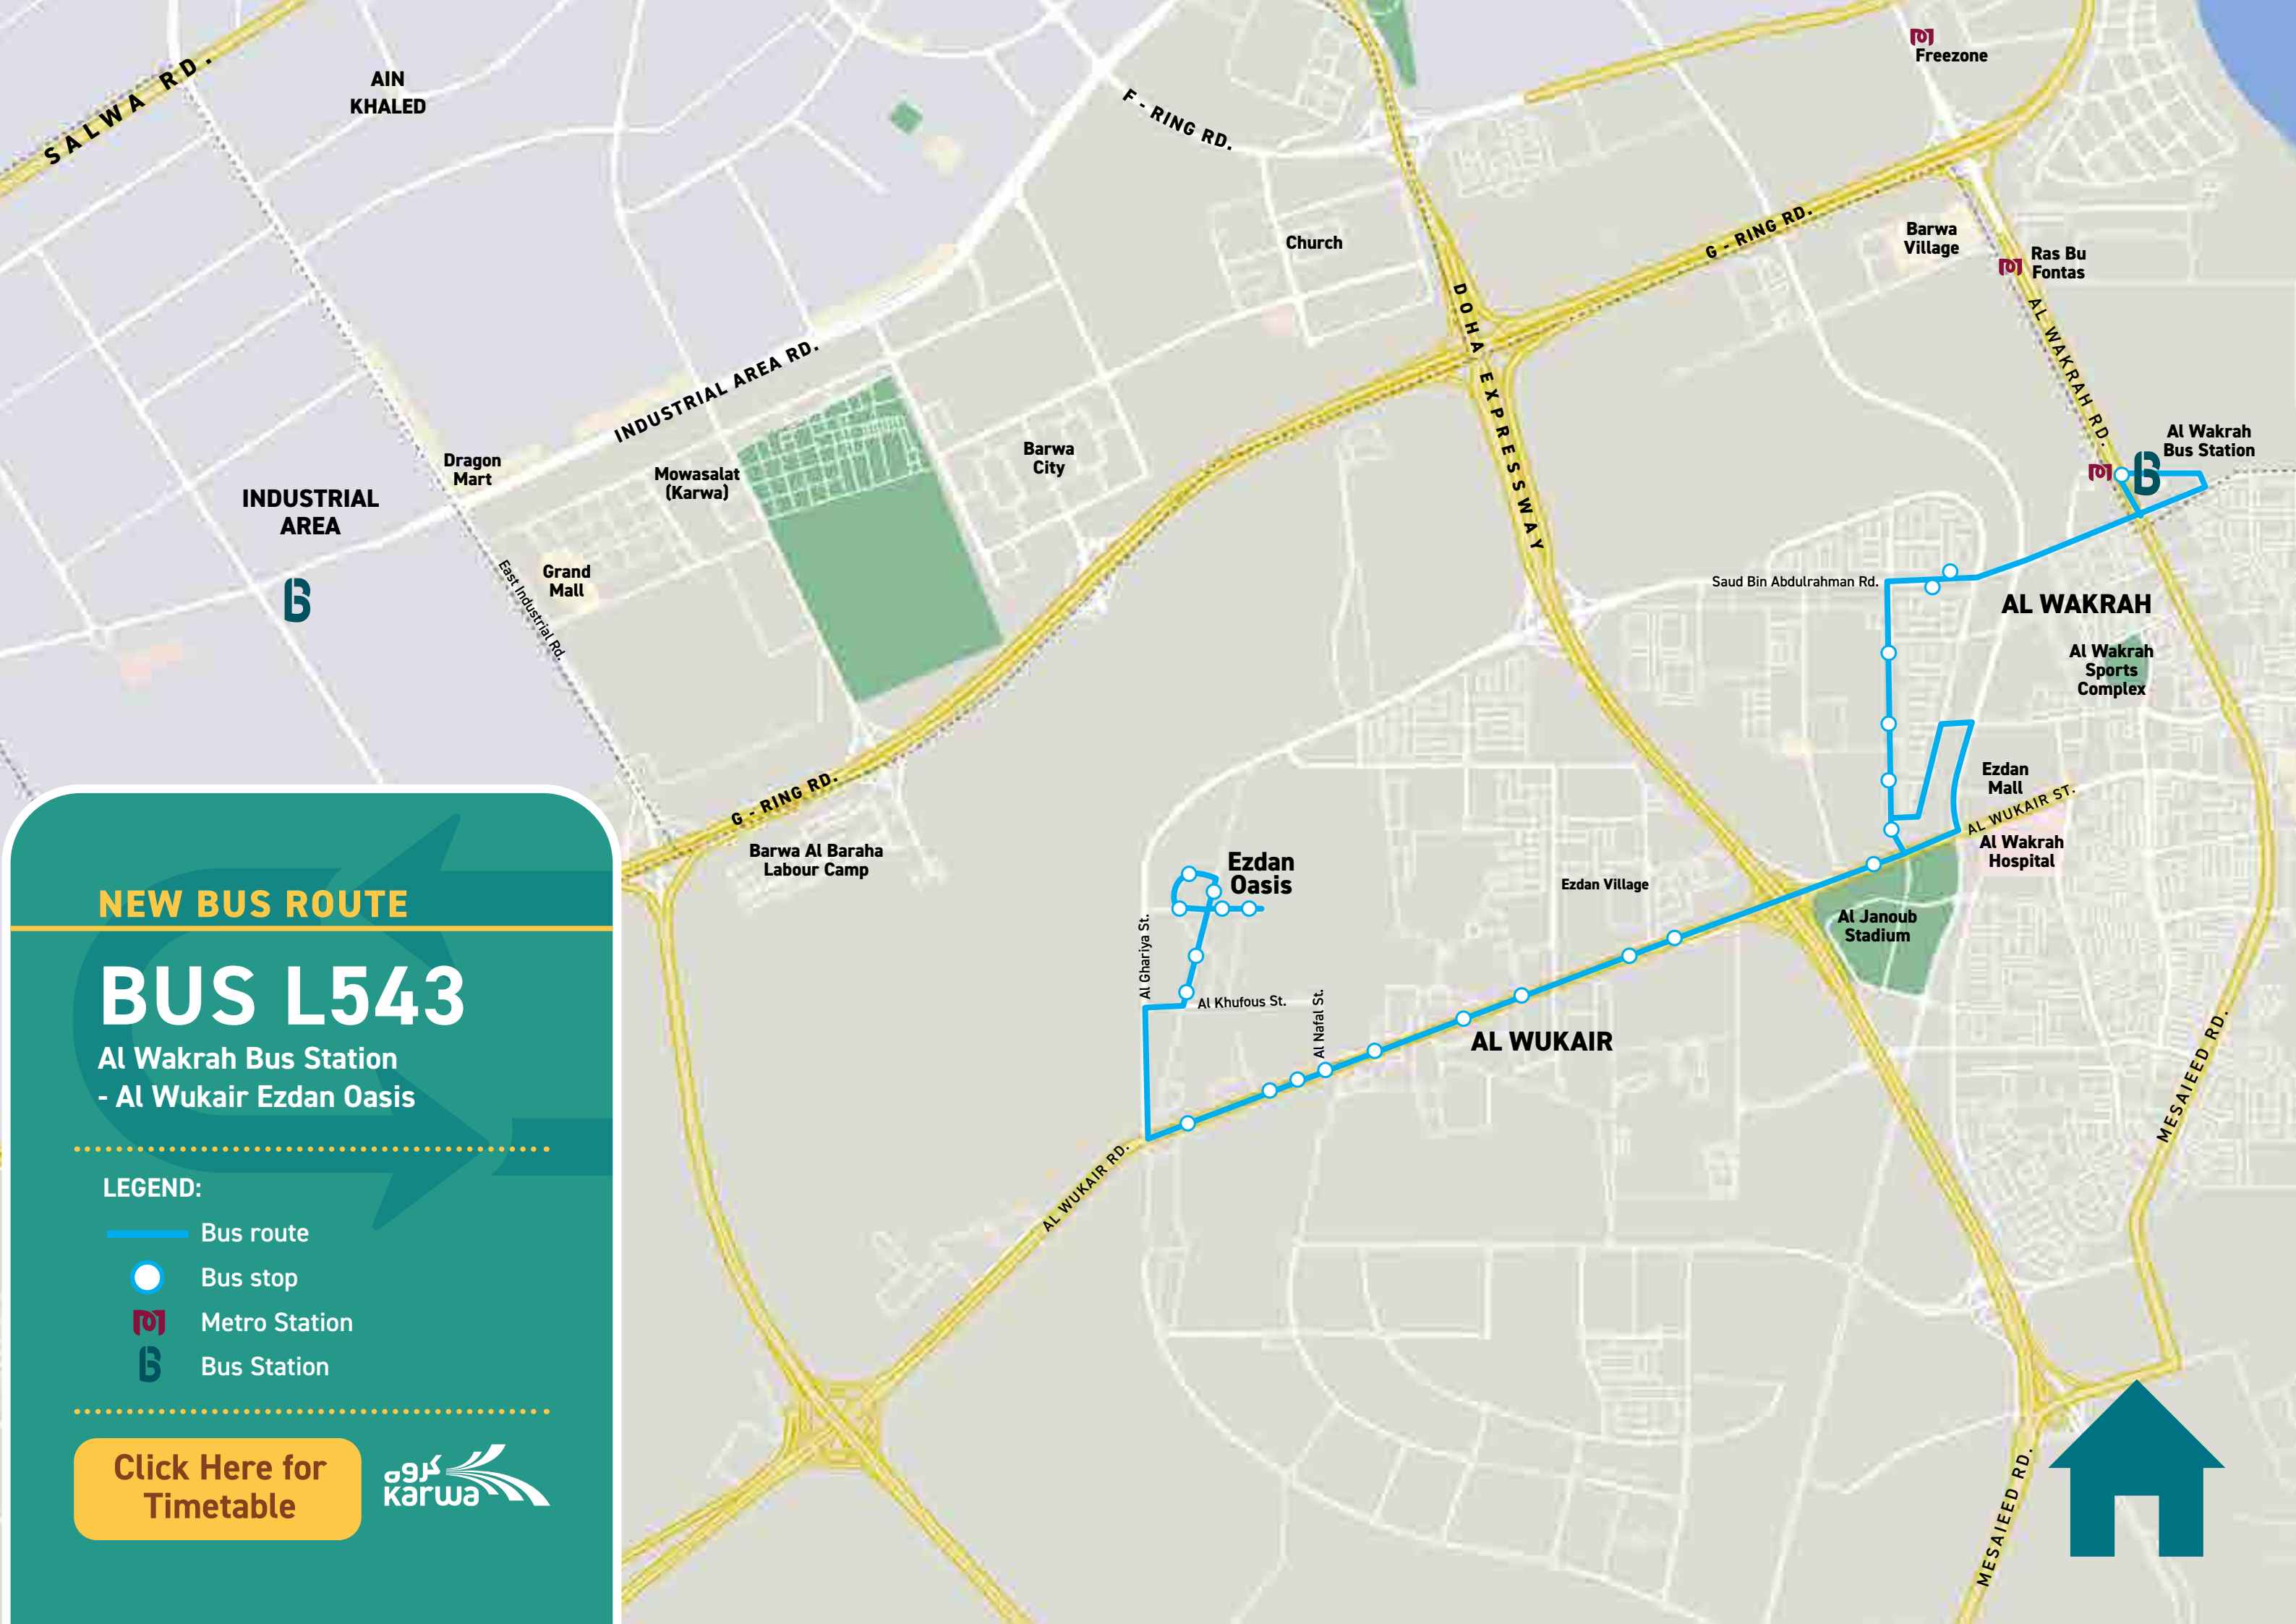 SALWA RD.
AIN
KHALED
F - RING RD.
Freezone
Church
G - RING RD.
Barwa
Village
Ras Bu
Fontas
DOHA EXPRESSWAY
AL WAKRAH RD.
INDUSTRIAL AREA RD.
Al Wakrah
Bus Station
Dragon
Mart
Mowasalat
(Karwa)
Barwa
City
INDUSTRIAL
AREA
Grand
Mall
East Industrial Rd.
Saud Bin Abdulrahman Rd.
AL WAKRAH
Al Wakrah
Sports
Complex
Ezdan
Mall
AL WUKAIR ST.
Al Wakrah
Hospital
G - RING RD.
Barwa Al Baraha
Labour Camp
Ezdan
Oasis
Ezdan Village
Al Janoub
Stadium
Al Ghariya St.
Al Khufous St.
Al Nafal St.
AL WUKAIR
MESAIEED RD.
AL WUKAIR RD.
MESAIEED RD.
NEW BUS ROUTE
BUS L543
Al Wakrah Bus Station
- Al Wukair Ezdan Oasis
LEGEND:
Bus route
Bus stop
Metro Station
Bus Station
Click Here for
Timetable
كروه
karwa